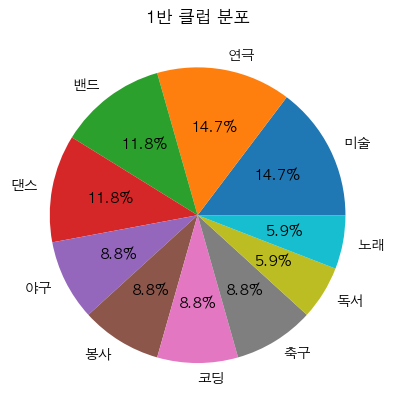 1반 클럽 분포
연극
밴드
미술
14.7%
11.8%
14.7%
댄스
11.8%
노래
5.9%
8.8%
5.9%
야구
8.8%
8.8%
8.8%
독서
봉사
축구
코딩